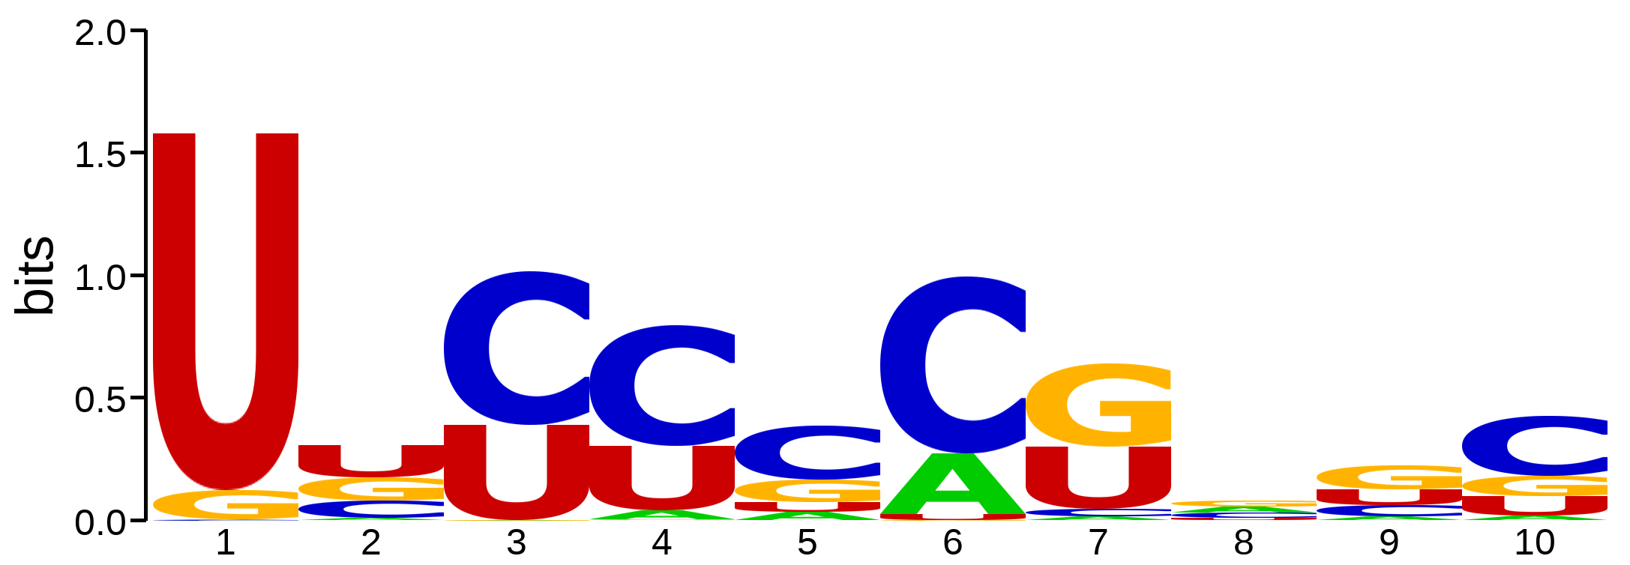 2.0
1.5
1.0
0.5
0.0
bits
U G C
U G C A
C U G
C U A
C G U A
C A U G
G U C A
G A C U
G U C A
C G U A
1 2 3 4 5 6 7 8 9 10